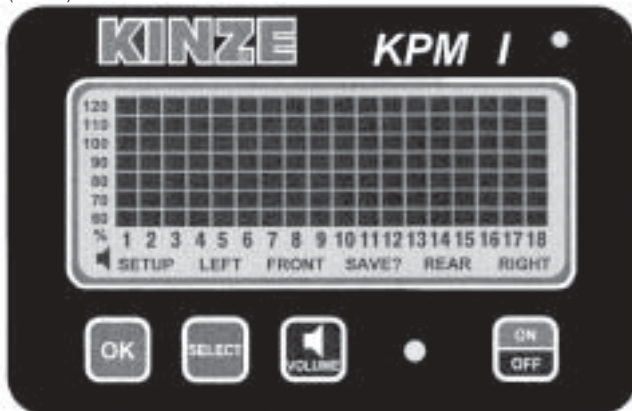 KINZE KPM I
120
110
100
90
80
70
60
% 1 2 3 4 5 6 7 8 9 10 11 12 13 14 15 16 17 18
SETUP LEFT FRONT SAVE? REAR RIGHT
OK SELECT VOLUME ON
OFF